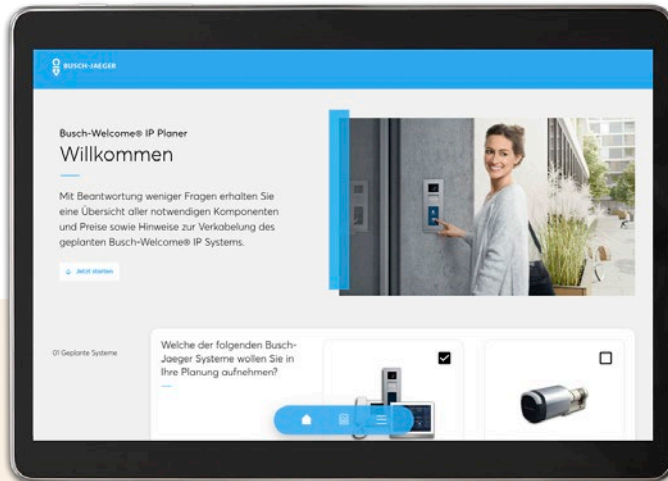 BUSCH-JAEGER
Busch-Welcome® IP Planer
Willkommen
Mit Beantwortung weniger Fragen erhalten Sie
eine Übersicht aller notwendigen Komponenten
und Preise sowie Hinweise zur Verkabelung des
geplanten Busch-Welcome® IP Systems.
Jetzt starten
01 Geplante Systeme
Welche der folgenden Busch-
Jaeger Systeme wollen Sie in
Ihre Planung aufnehmen?